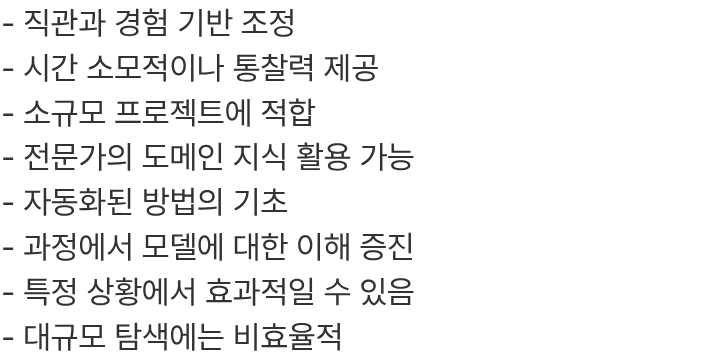 - 직관과 경험 기반 조정
- 시간 소모적이나 통찰력 제공
- 소규모 프로젝트에 적합
- 전문가의 도메인 지식 활용 가능
- 자동화된 방법의 기초
- 과정에서 모델에 대한 이해 증진
- 특정 상황에서 효과적일 수 있음
- 대규모 탐색에는 비효율적